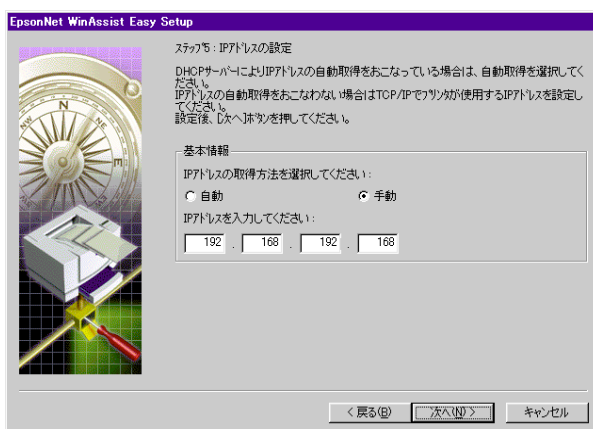 EpsonNet WinAssist Easy Setup
ステップ5 : IPアドレスの設定
DHCPサーバーによりIPアドレスの自動取得をおこなっている場合は、自動取得を選択してく
ださい。
IPアドレスの自動取得をおこなわない場合はTCP/IPでプリンタが使用するIPアドレスを設定し
てください。
設定後、[次へ]ボタンを押してください。
基本情報
IPアドレスの取得方法を選択してください :
自動
手動
IPアドレスを入力してください :
192 . 168 . 192 . 168
N
m
< 戻る(B)
次へ(N) >
キャンセル